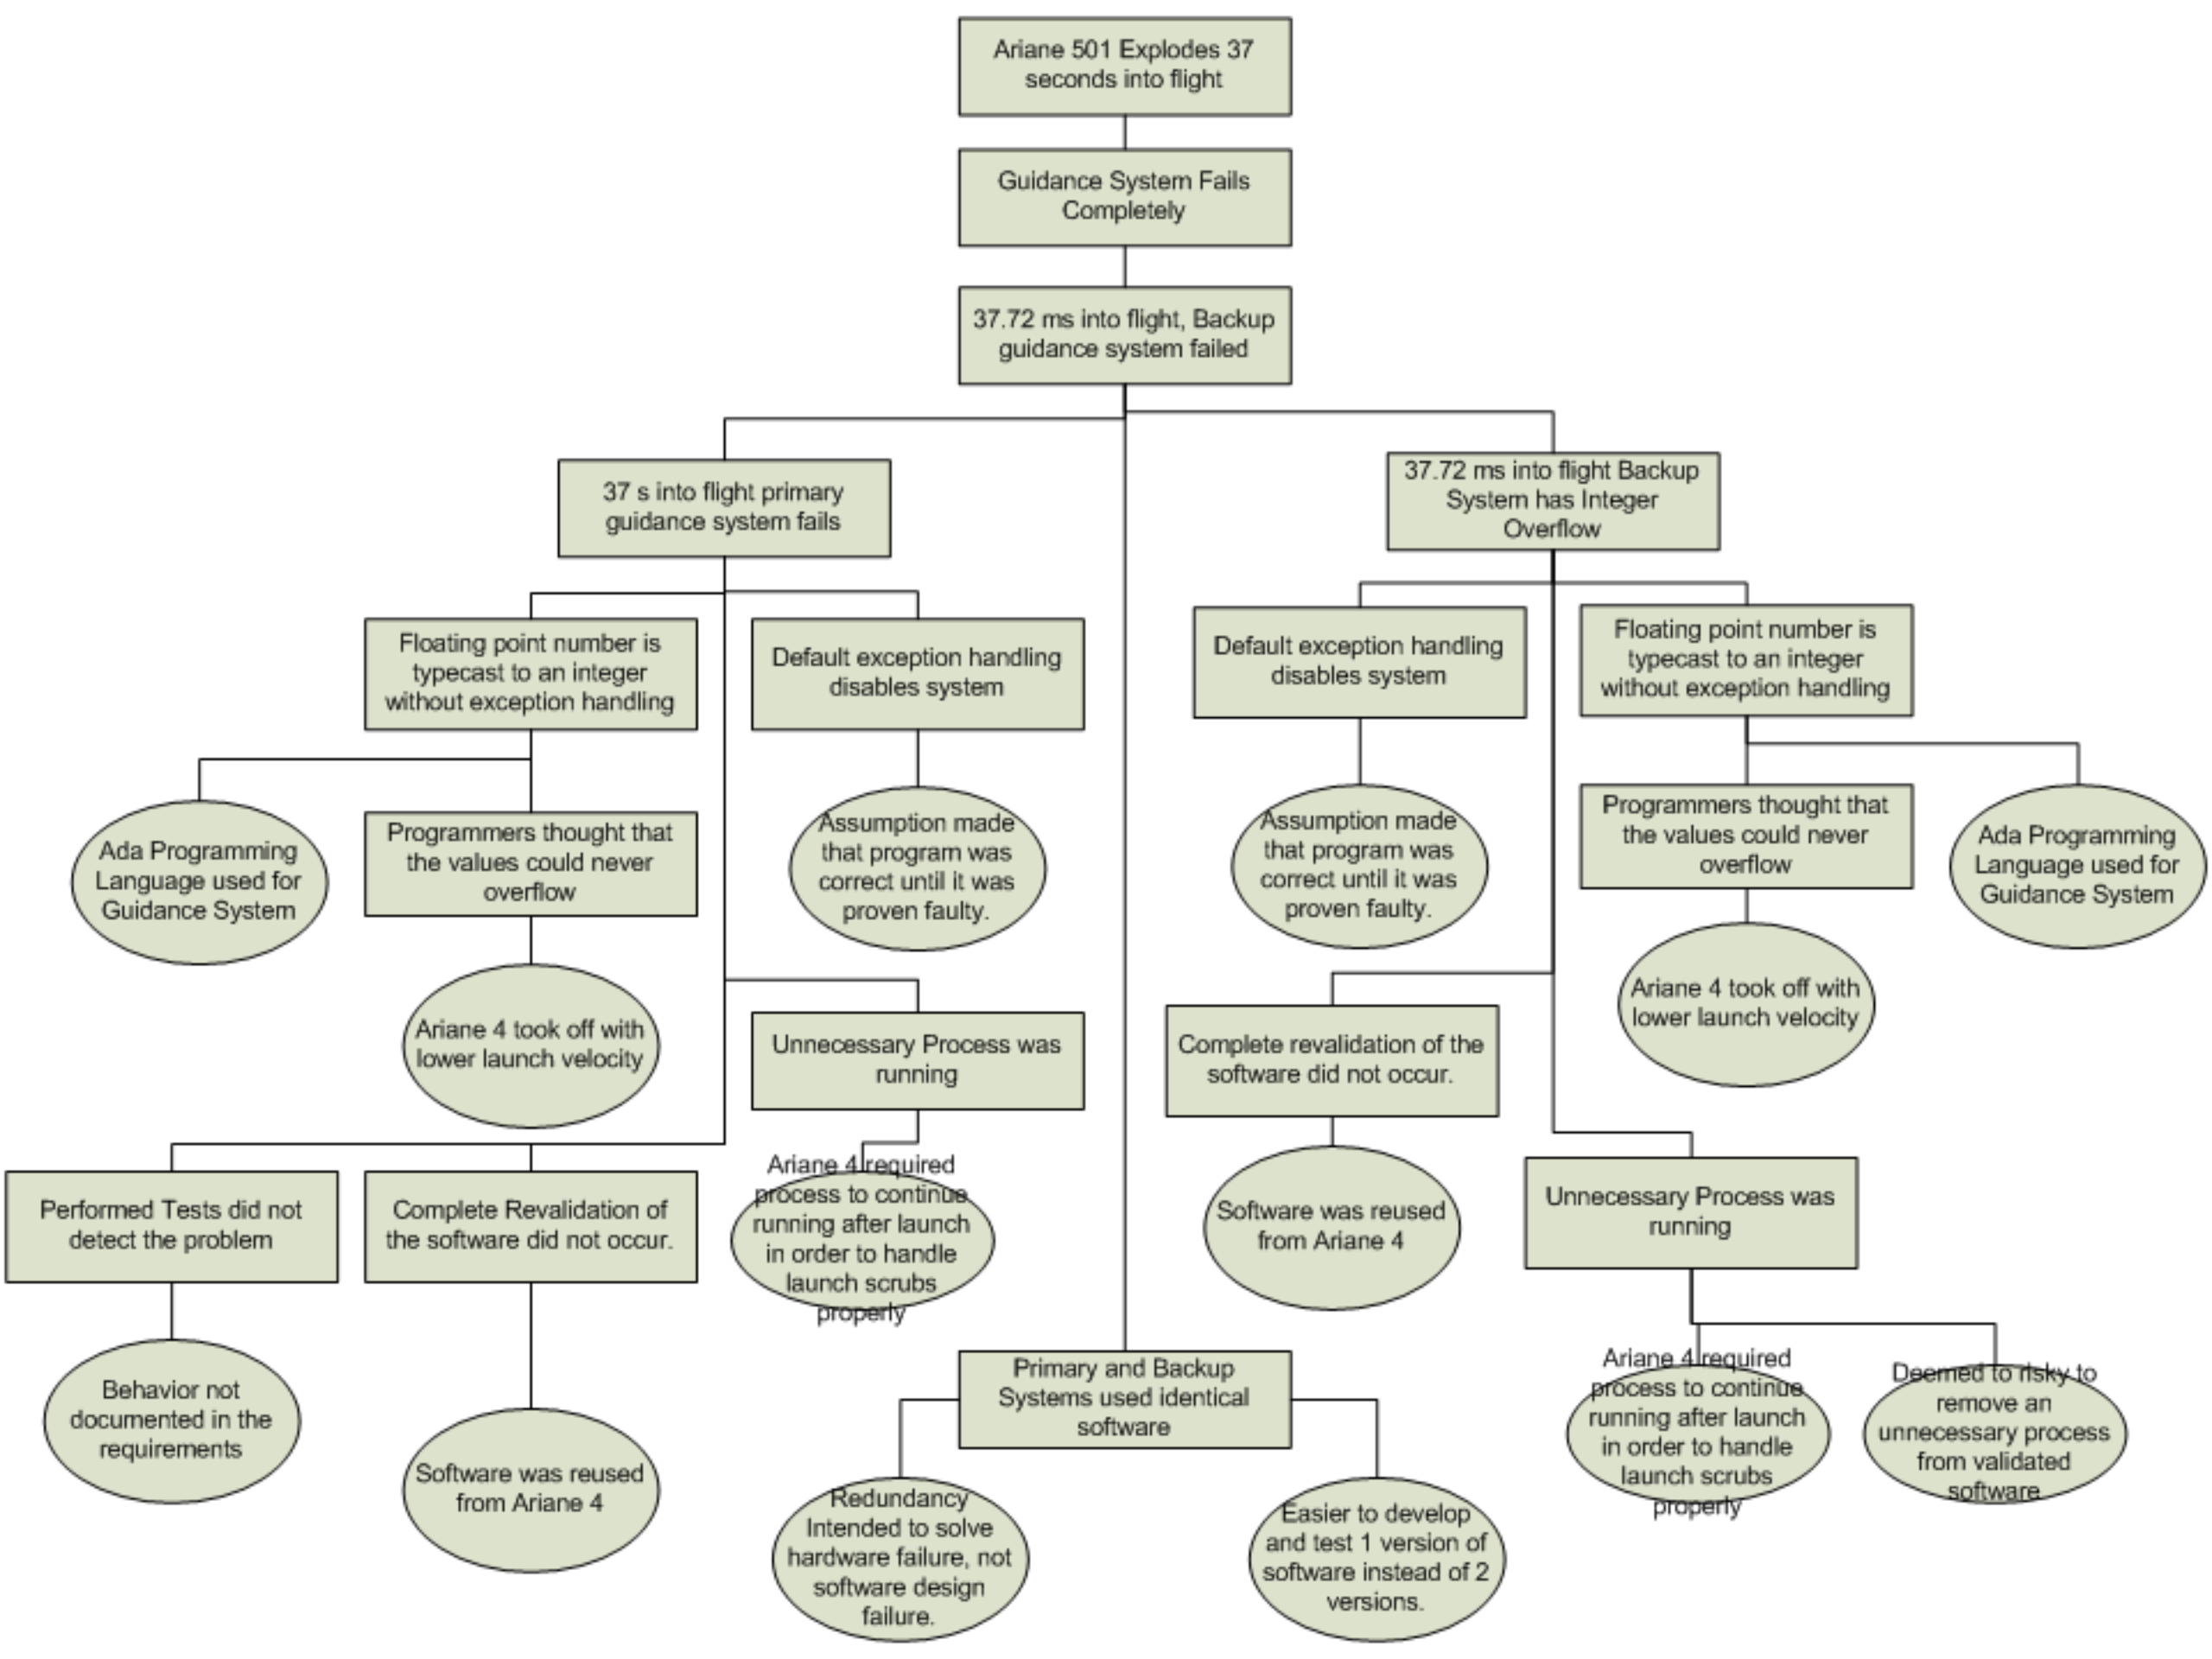 Ariane 501 Explodes 37
seconds into flight
Guidance System Fails
Completely
37.72 ms into flight, Backup
guidance system failed
37 s into flight primary
guidance system fails
37.72 ms into flight Backup
System has Integer
Overflow
Floating point number is
typecast to an integer
without exception handling
Default exception handling
disables system
Default exception handling
disables system
Floating point number is
typecast to an integer
without exception handling
Ada Programming
Language used for
Guidance System
Programmers thought that
the values could never
overflow
Assumption made
that program was
correct until it was
proven faulty.
Assumption made
that program was
correct until it was
proven faulty.
Programmers thought that
the values could never
overflow
Ada Programming
Language used for
Guidance System
Ariane 4 took off with
lower launch velocity
Unnecessary Process was
running
Complete revalidation of the
software did not occur.
Ariane 4 took off with
lower launch velocity
Performed Tests did not
detect the problem
Complete Revalidation of
the software did not occur.
Ariane 4 required
process to continue
running after launch
in order to handle
launch scrubs
properly
Software was reused
from Ariane 4
Unnecessary Process was
running
Behavior not
documented in the
requirements
Software was reused
from Ariane 4
Primary and Backup
Systems used identical
software
Ariane 4 required
process to continue
running after launch
in order to handle
launch scrubs
properly
Deemed to risky to
remove an
unnecessary process
from validated
software
Redundancy
Intended to solve
hardware failure, not
software design
failure.
Easier to develop
and test 1 version of
software instead of 2
versions.